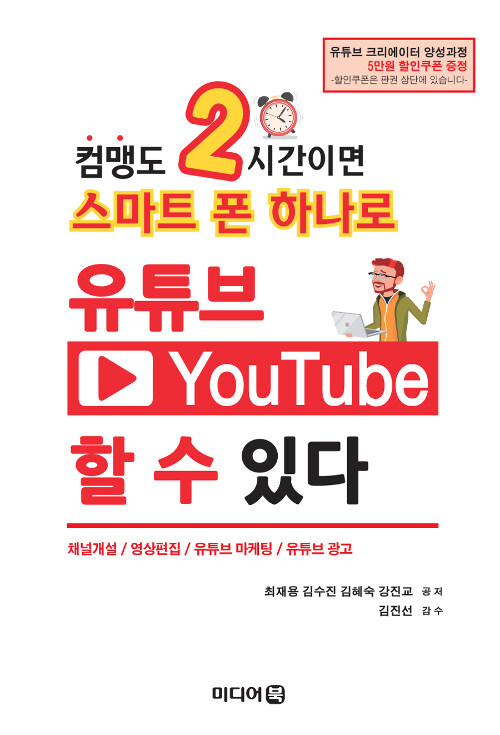 유튜브 크리에이터 양성과정
5만원 할인쿠폰 증정
-할인쿠폰은 판권 상단에 있습니다-
컴맹도 2시간이면
스마트 폰 하나로
유튜브
YouTube
할 수 있다
채널개설 / 영상편집 / 유튜브 마케팅 / 유튜브 광고
최재용 김수진 김혜숙 강진교 공 저
김진선 감 수
미디어 북